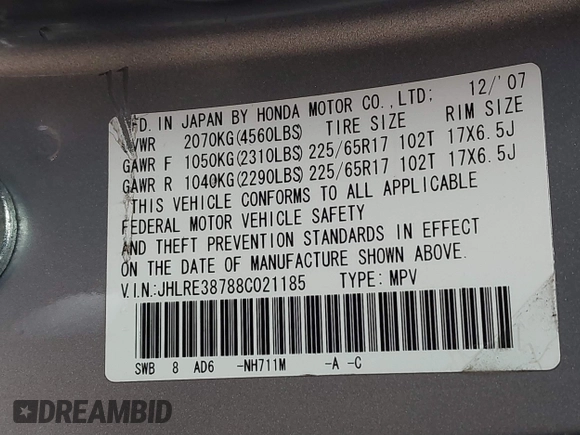 MFD. IN JAPAN BY HONDA MOTOR CO.,LTD; 12/'07
GVWR 2070KG(4560LBS) TIRE SIZE RIM SIZE
GAWR F 1050KG(2310LBS) 225/65R17 102T 17X6.5J
GAWR R 1040KG(2290LBS) 225/65R17 102T 17X6.5J
THIS VEHICLE CONFORMS TO ALL APPLICABLE
FEDERAL MOTOR VEHICLE SAFETY
AND THEFT PREVENTION STANDARDS IN EFFECT
ON THE DATE OF MANUFACTURE SHOWN ABOVE.
V.I.N.:JHLRE38788C021185 TYPE: MPV
SWB 8 AD6 -NH711M -A -C
DREAMBID